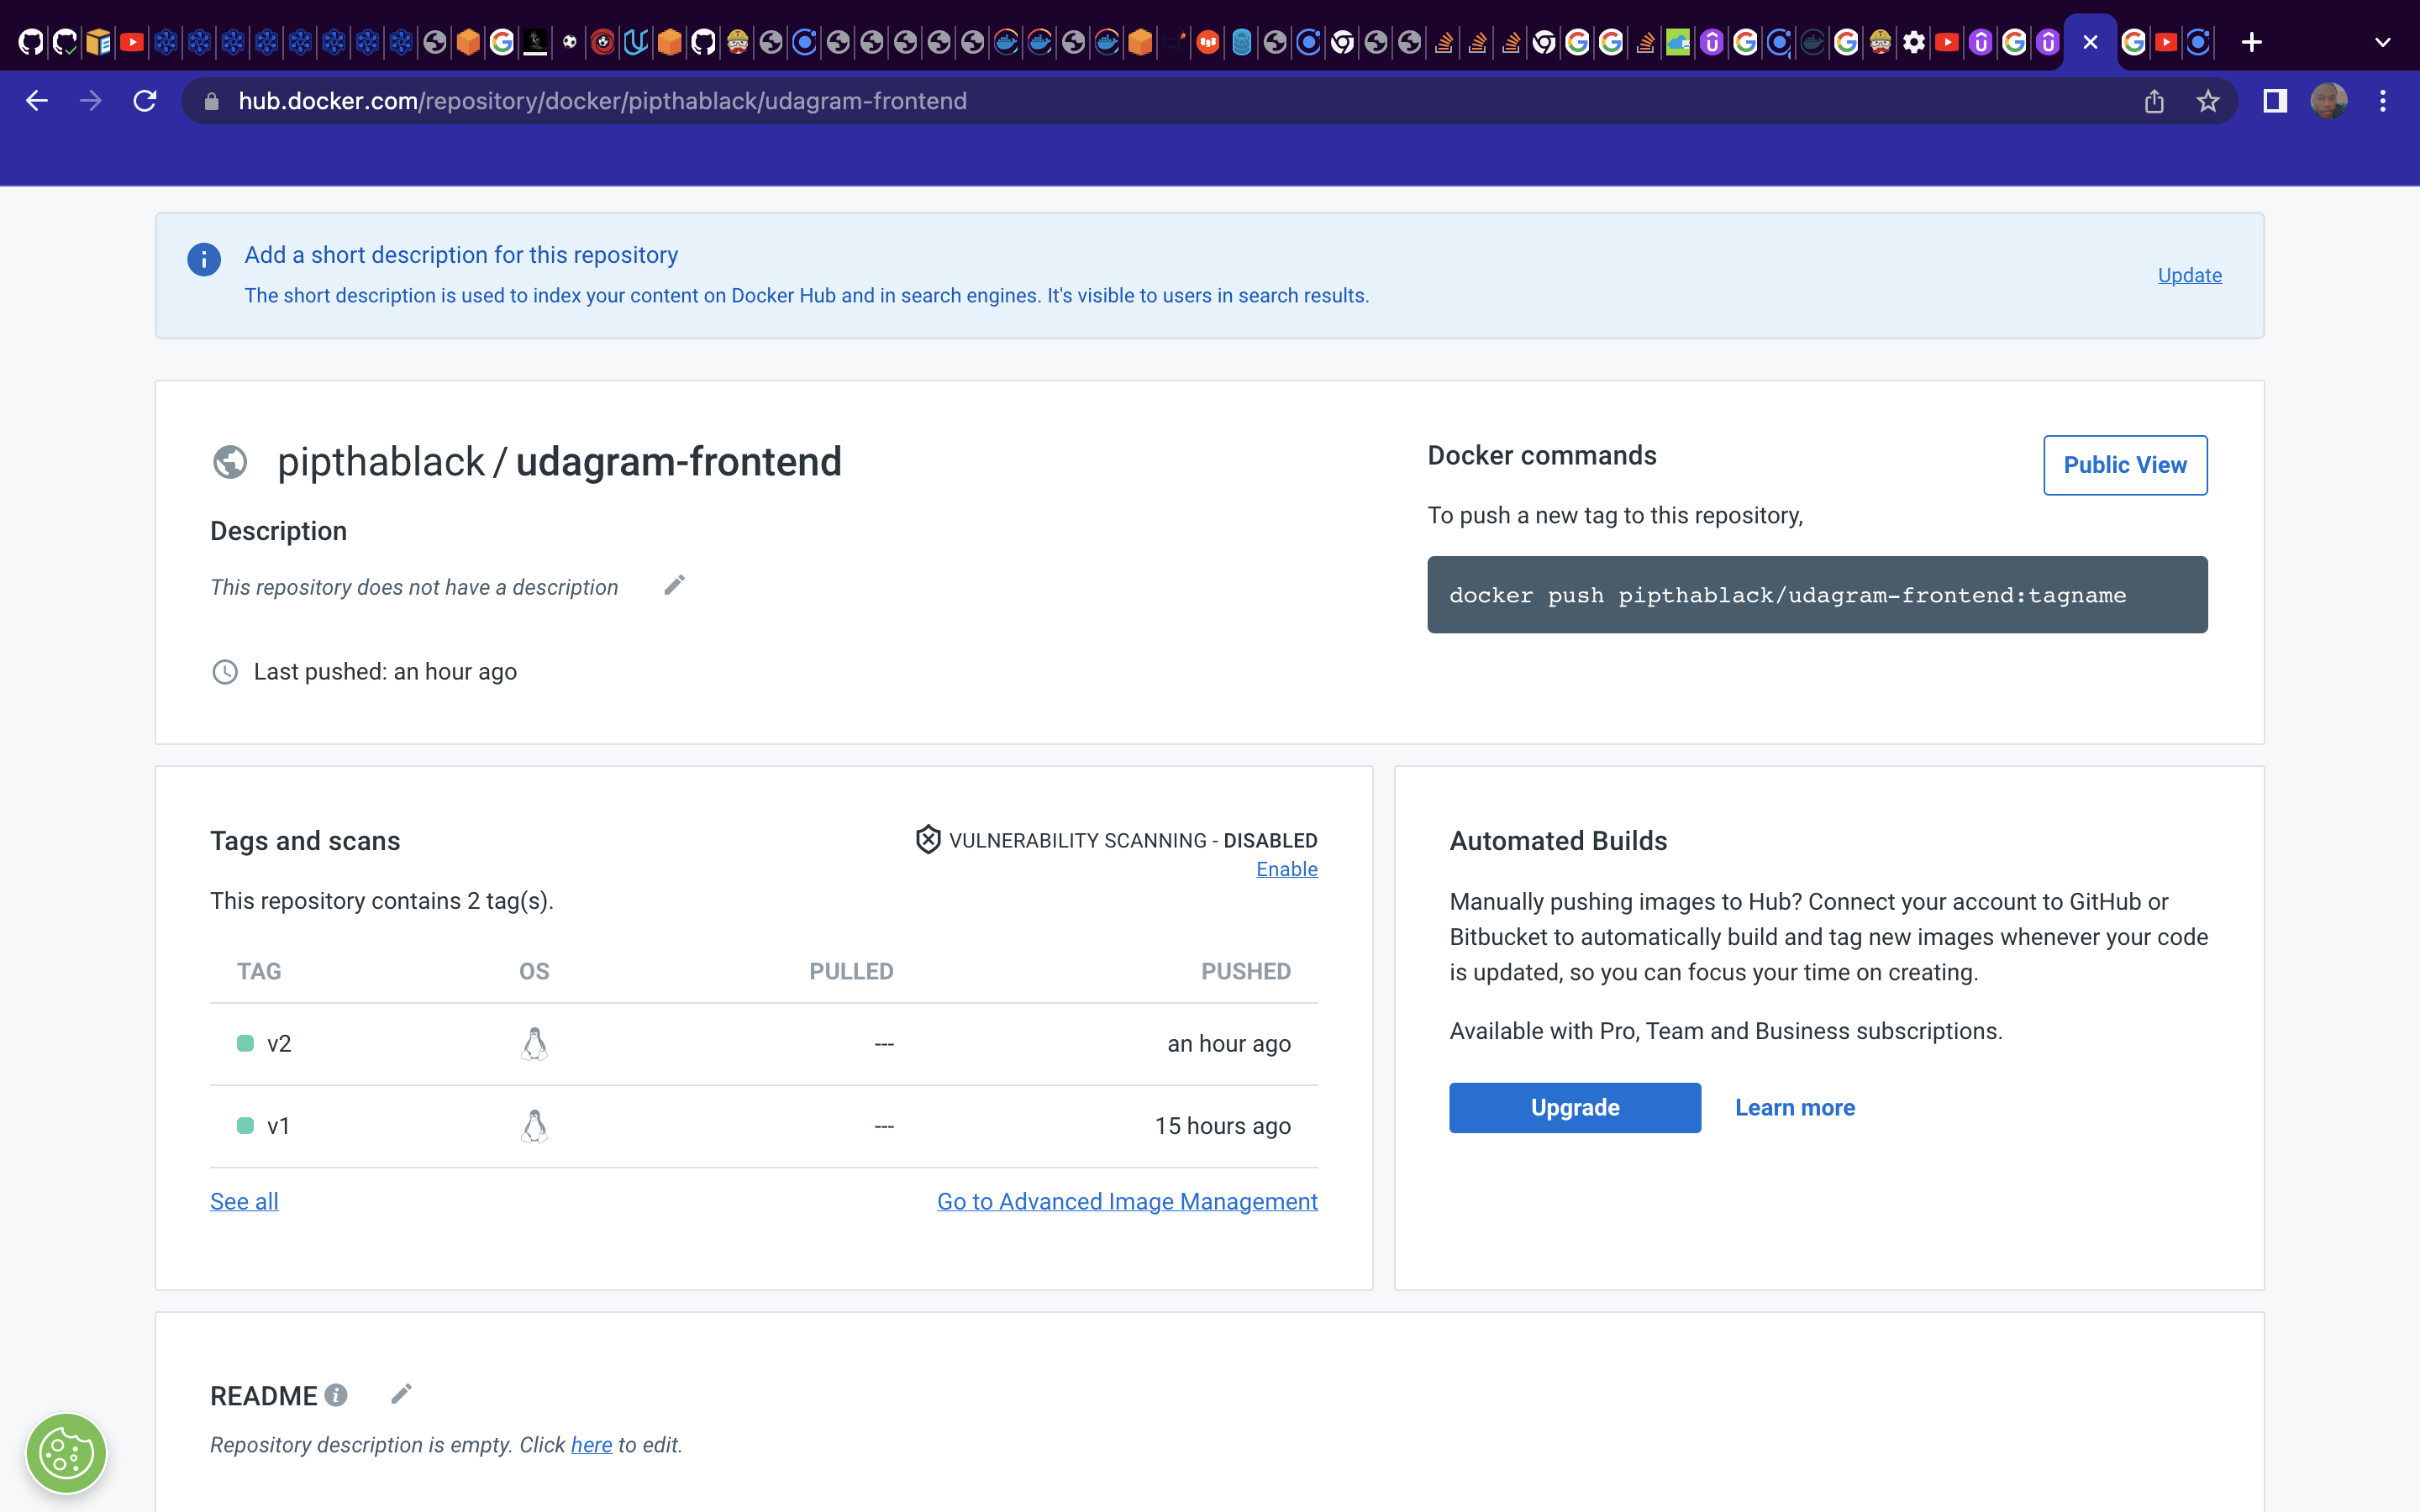 hub.docker.com/repository/docker/pipthablack/udagram-frontend
Add a short description for this repository
The short description is used to index your content on Docker Hub and in search engines. It's visible to users in search results.
Update
pipthablack / udagram-frontend
Description
This repository does not have a description
Last pushed: an hour ago
Docker commands
Public View
To push a new tag to this repository,
docker push pipthablack/udagram-frontend:tagname
Tags and scans
VULNERABILITY SCANNING - DISABLED
Enable
This repository contains 2 tag(s).
TAG OS PULLED PUSHED
v2 --- an hour ago
v1 --- 15 hours ago
See all
Go to Advanced Image Management
Automated Builds
Manually pushing images to Hub? Connect your account to GitHub or
Bitbucket to automatically build and tag new images whenever your code
is updated, so you can focus your time on creating.
Available with Pro, Team and Business subscriptions.
Upgrade
Learn more
README
Repository description is empty. Click here to edit.